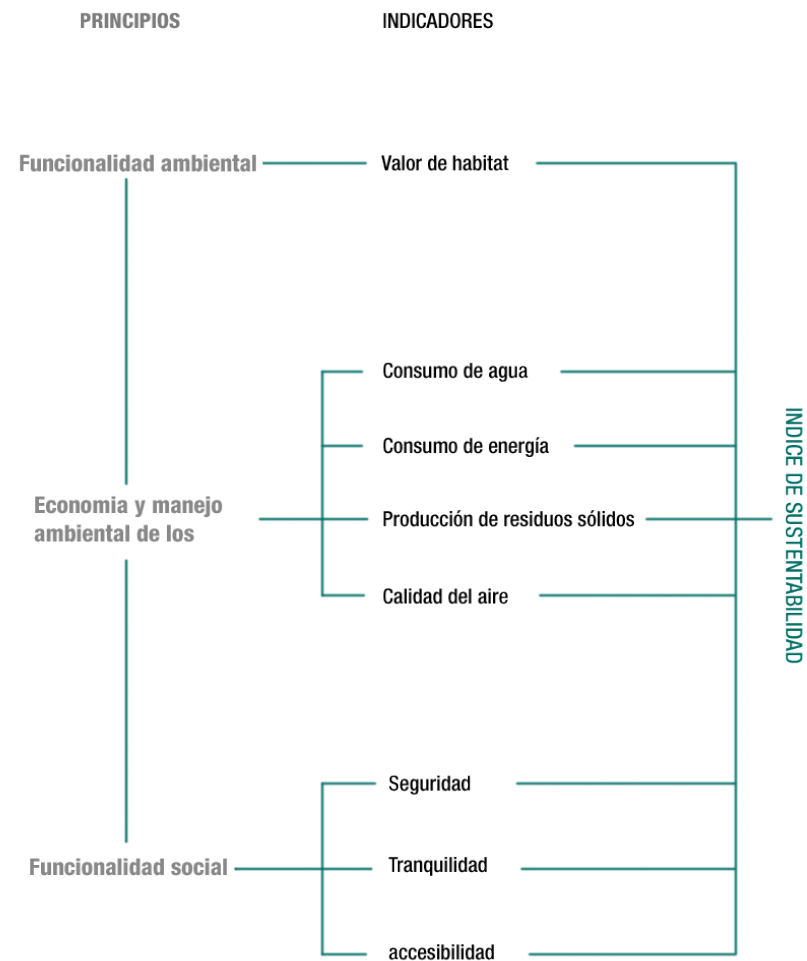 PRINCIPIOS
INDICADORES
Funcionalidad ambiental
Valor de habitat
Consumo de agua
Consumo de energía
Economia y manejo
ambiental de los
Producción de residuos sólidos
Calidad del aire
Seguridad
Funcionalidad social
Tranquilidad
accesibilidad
INDICE DE SUSTENTABILIDAD